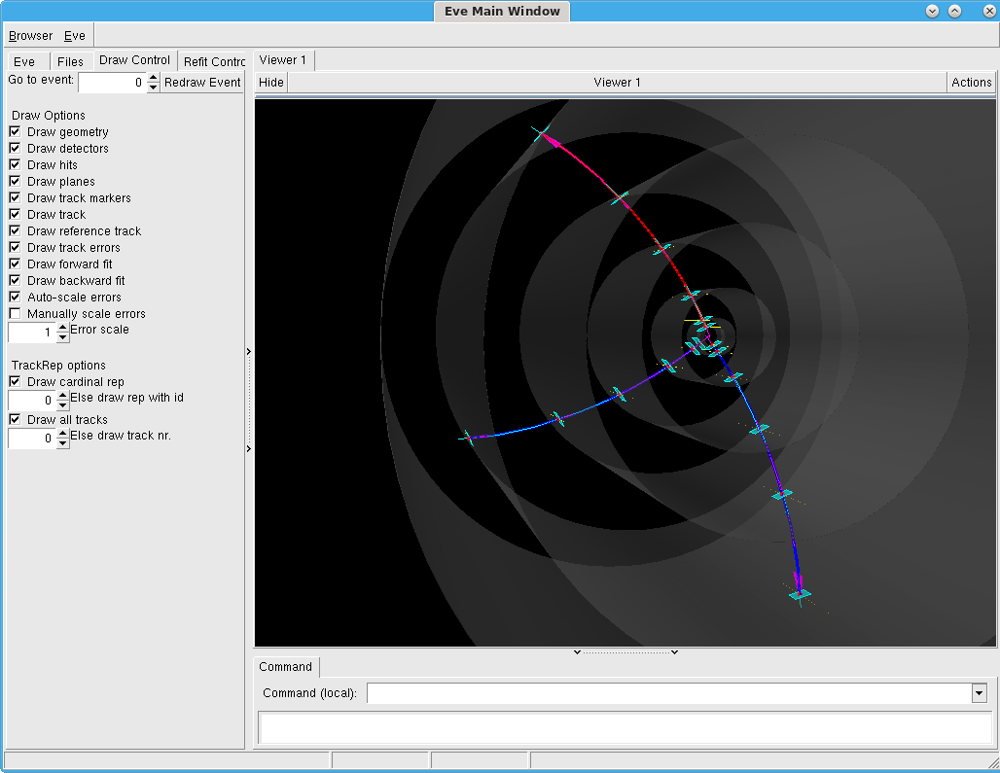 Eve Main Window
Browser Eve
Eve Files Draw Control Refit Contro
Viewer 1
Go to event: 0 Redraw Event
Hide Viewer 1 Actions
Draw Options
Draw geometry
Draw detectors
Draw hits
Draw planes
Draw track markers
Draw track
Draw reference track
Draw track errors
Draw forward fit
Draw backward fit
Auto-scale errors
Manually scale errors
1 Error scale
TrackRep options
Draw cardinal rep
0 Else draw rep with id
Draw all tracks
0 Else draw track nr.
Command
Command (local):